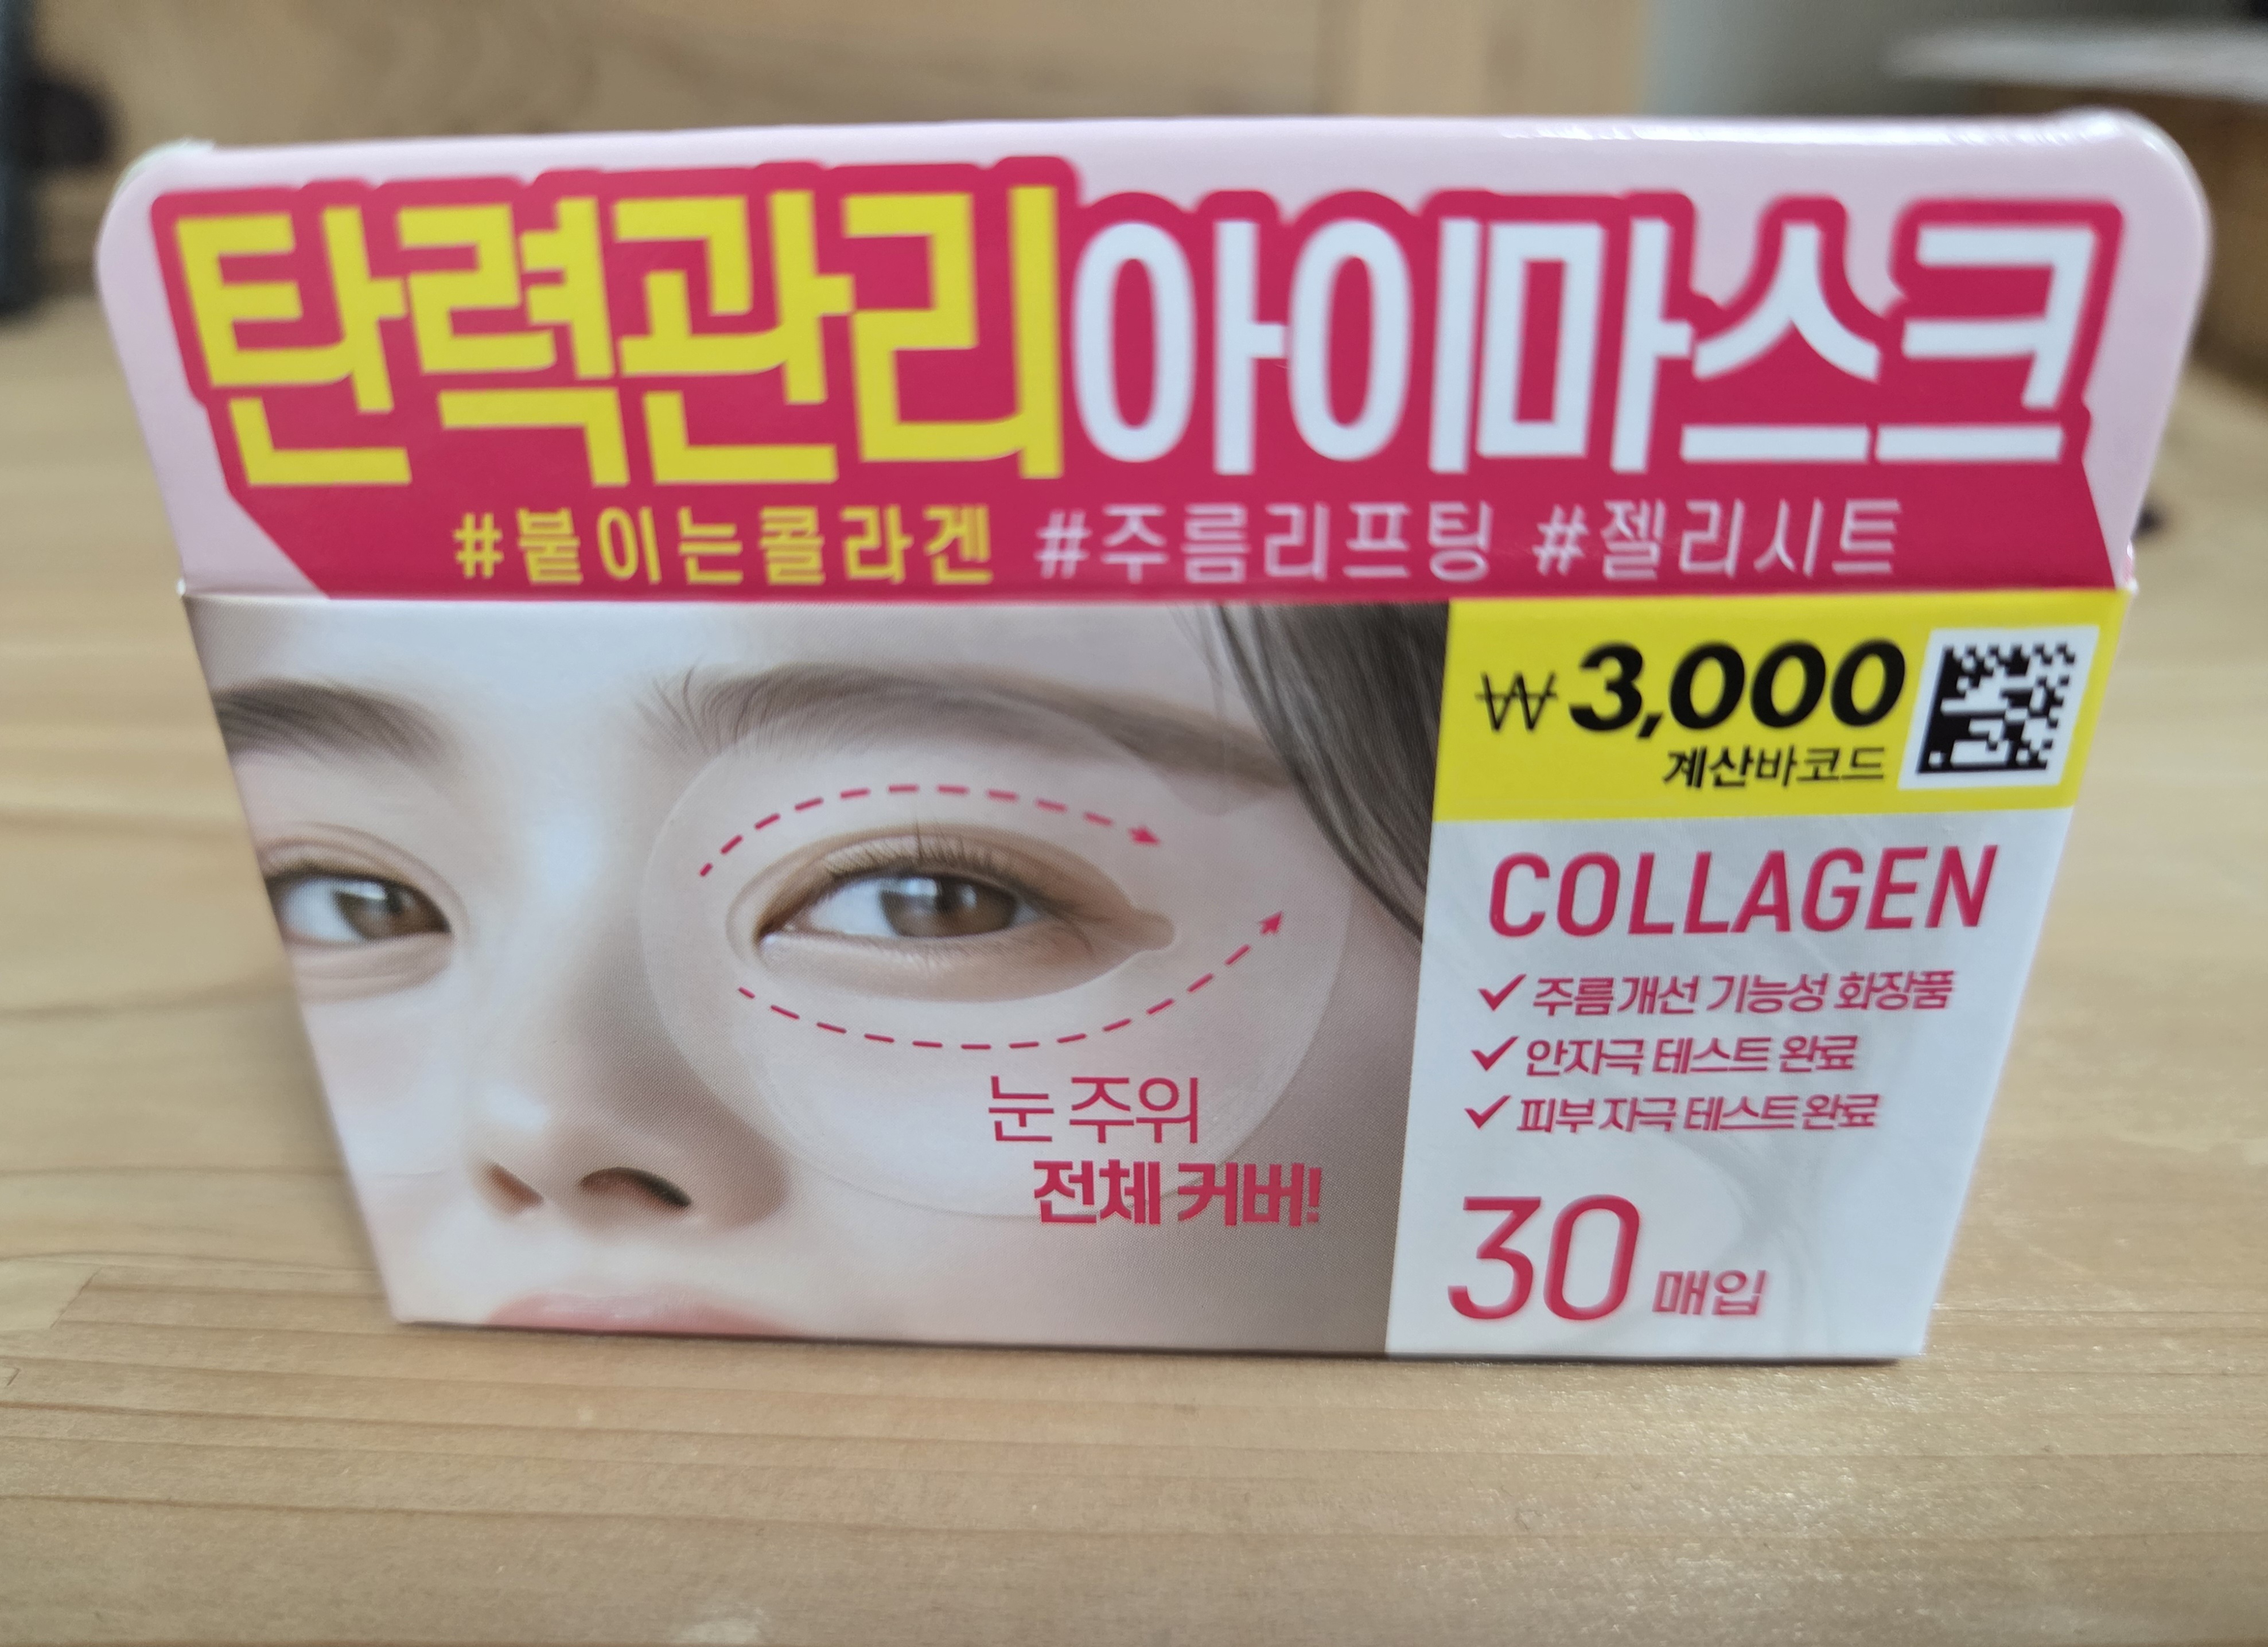 탄력관리아이마스크
#붙이는콜라겐 #주름리프팅 #젤리시트
₩3,000
계산바코드
COLLAGEN
✓ 주름개선 기능성 화장품
✓ 안자극 테스트 완료
✓ 피부자극 테스트완료
30 매입
눈 주위
전체 커버!